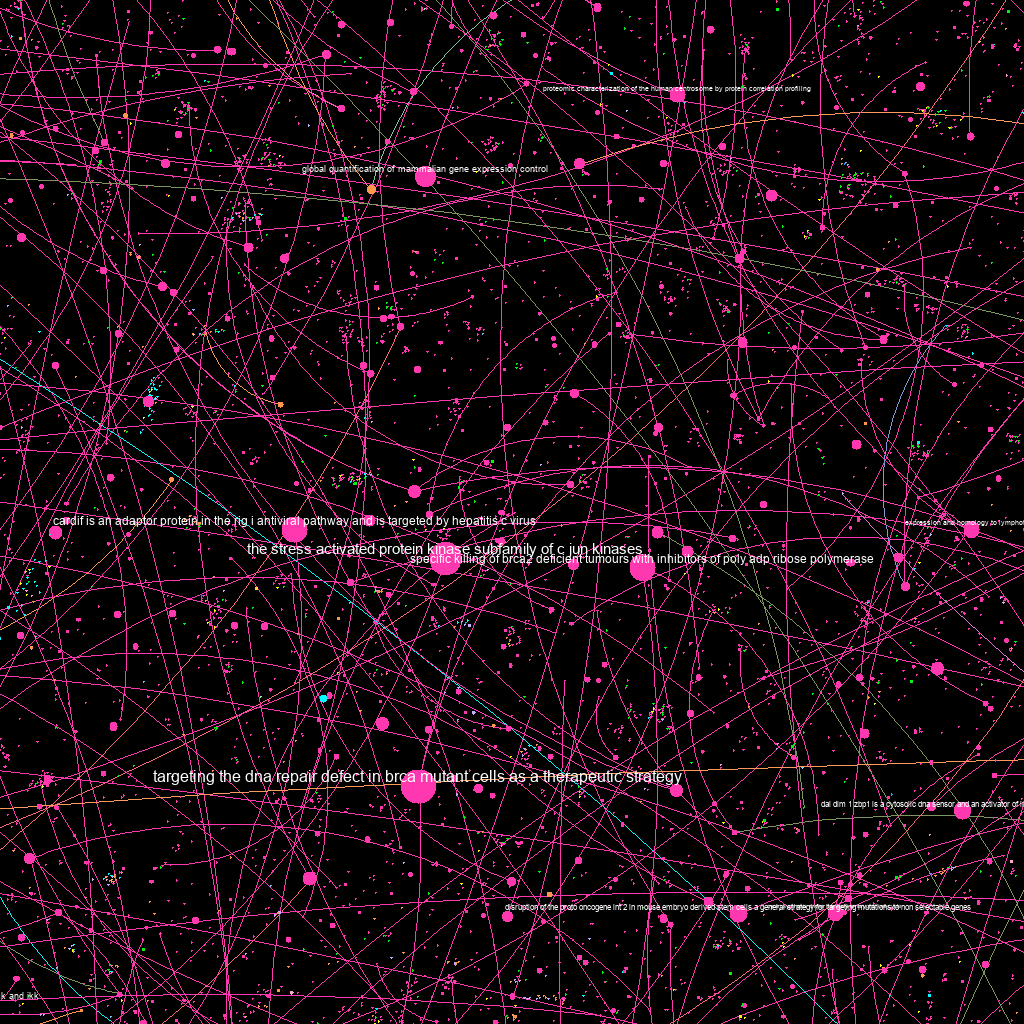 proteomic characterization of the human centrosome by protein correlation profiling
global quantification of mammalian gene expression control
cardif is an adaptor protein in the rig i antiviral pathway and is targeted by hepatitis c virus
expression and homology to lymphot
the stress activated protein kinase subfamily of c jun kinases
specific killing of brca2 deficient tumours with inhibitors of poly adp ribose polymerase
targeting the dna repair defect in brca mutant cells as a therapeutic strategy
dai dlm 1 zbp1 is a cytosolic dna sensor and an activator of
disruption of the proto oncogene int 2 in mouse embryo derived stem cells a general strategy for targeting mutations to non selectable genes
k and ikk